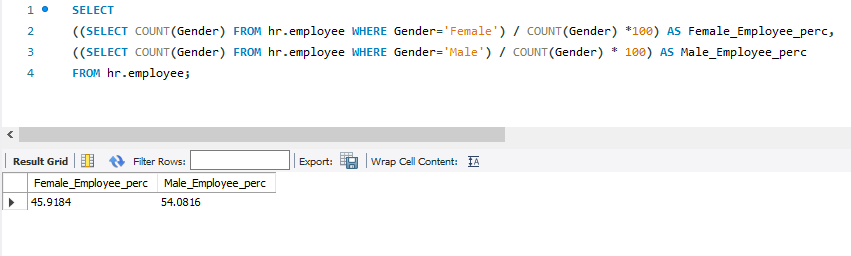 1 SELECT
2 ((SELECT COUNT(Gender) FROM hr.employee WHERE Gender='Female') / COUNT(Gender) *100) AS Female_Employee_perc,
3 ((SELECT COUNT(Gender) FROM hr.employee WHERE Gender='Male') / COUNT(Gender) * 100) AS Male_Employee_perc
4 FROM hr.employee;
Result Grid Filter Rows: Export: Wrap Cell Content:
Female_Employee_perc Male_Employee_perc
45.9184 54.0816